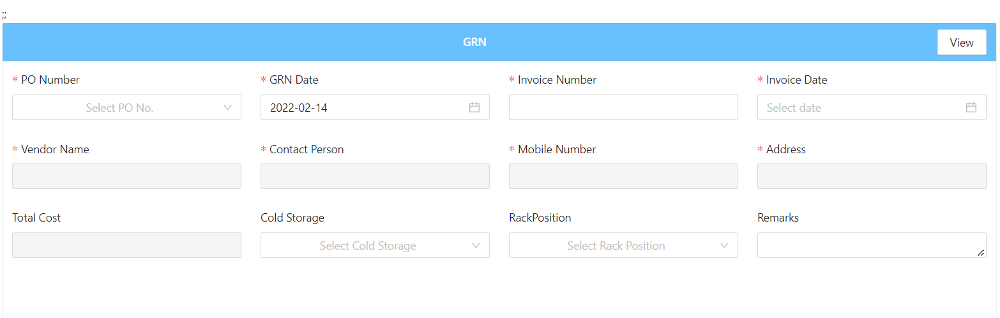 ;;
GRN View
* PO Number * GRN Date * Invoice Number * Invoice Date
Select PO No. 2022-02-14 Select date
* Vendor Name * Contact Person * Mobile Number * Address
Total Cost Cold Storage RackPosition Remarks
Select Cold Storage Select Rack Position